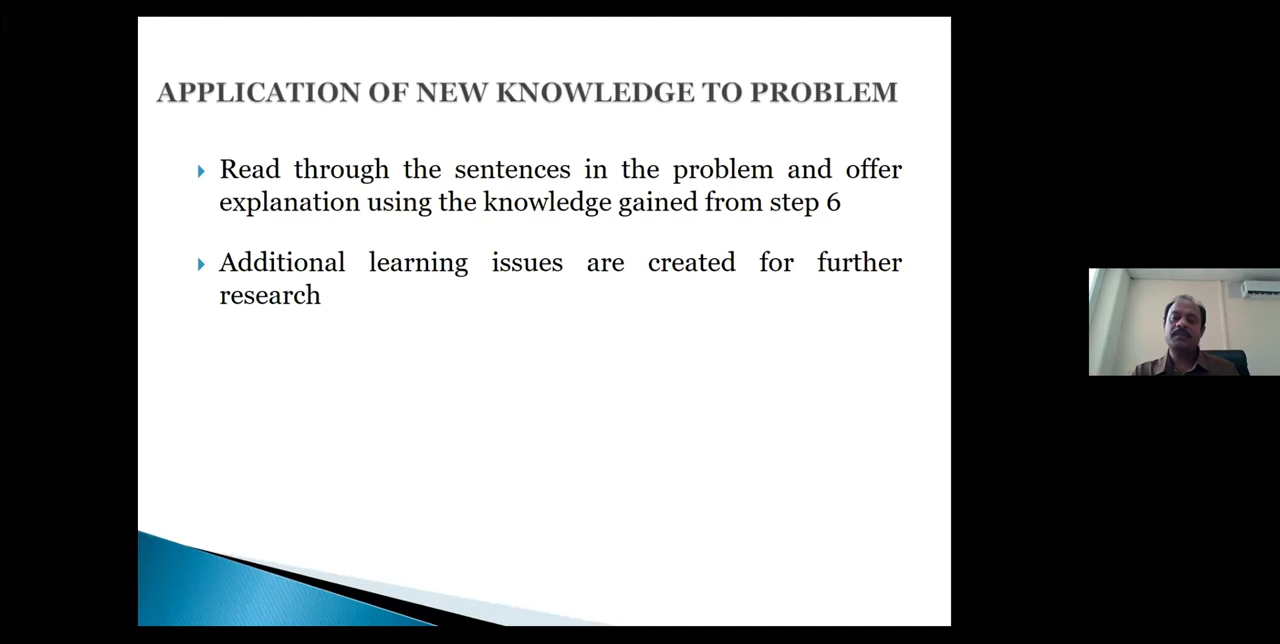 APPLICATION OF NEW KNOWLEDGE TO PROBLEM
Read through the sentences in the problem and offer
explanation using the knowledge gained from step 6
Additional learning issues are created for further
research